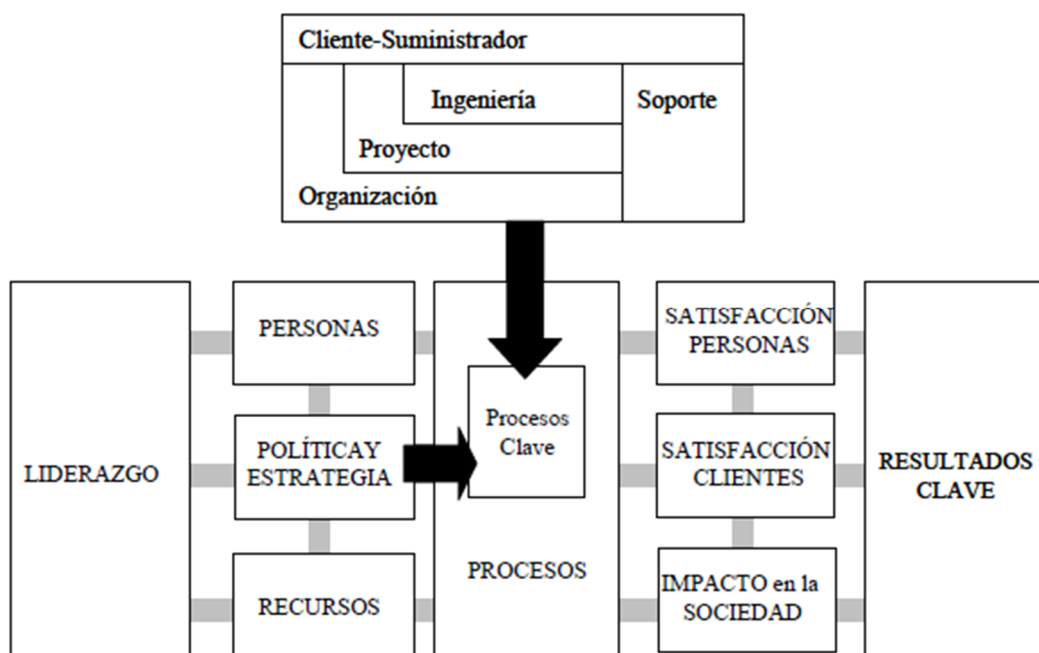 Cliente-Suministrador
Ingeniería
Soporte
Proyecto
Organización
LIDERAZGO
PERSONAS
POLÍTICAY
ESTRATEGIA
RECURSOS
Procesos
Clave
PROCESOS
SATISFACCIÓN
PERSONAS
SATISFACCIÓN
CLIENTES
IMPACTO en la
SOCIEDAD
RESULTADOS
CLAVE